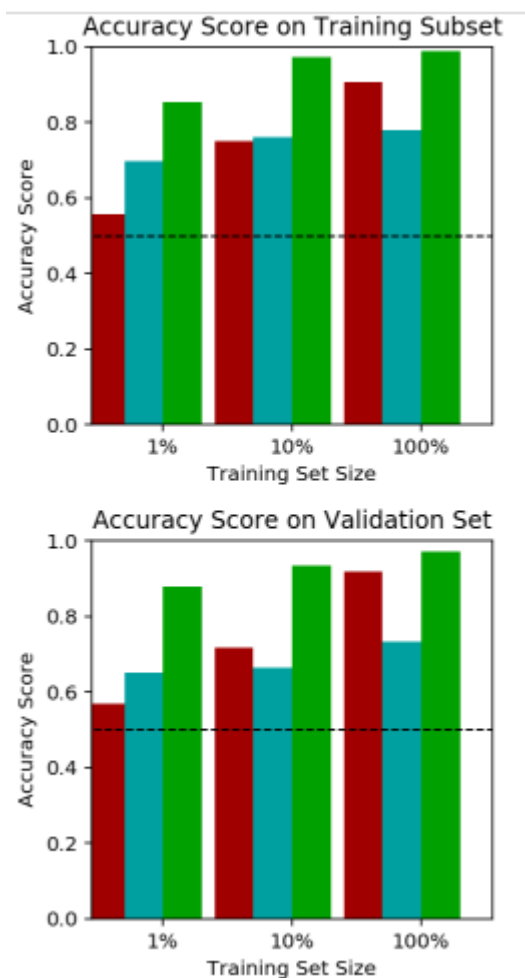 Accuracy Score on Training Subset
1.0
0.8
0.6
0.4
0.2
0.0
Accuracy Score
1% 10% 100%
Training Set Size
Accuracy Score on Validation Set
1.0
0.8
0.6
0.4
0.2
0.0
Accuracy Score
1% 10% 100%
Training Set Size